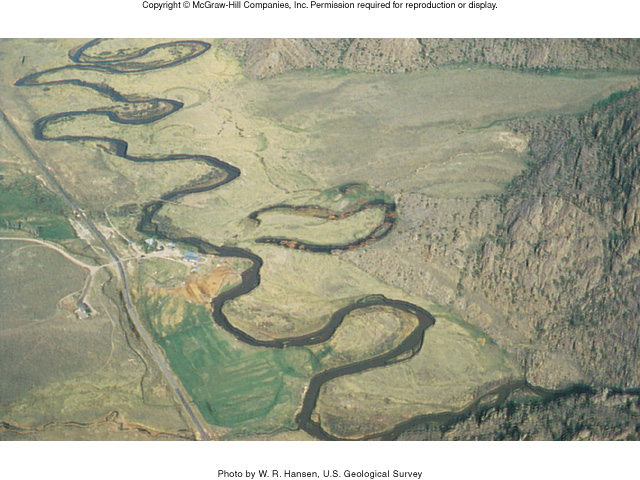 Copyright © McGraw-Hill Companies, Inc. Permission required for reproduction or display.
Photo by W. R. Hansen, U.S. Geological Survey